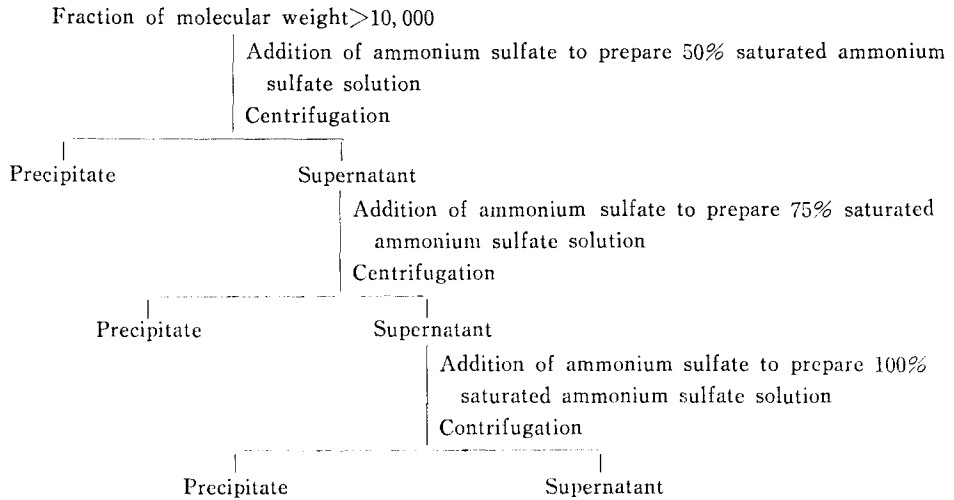 Fraction of molecular weight>10,000
Addition of ammonium sulfate to prepare 50% saturated ammonium
sulfate solution
Centrifugation
Precipitate Supernatant
Addition of ammonium sulfate to prepare 75% saturated
ammonium sulfate solution
Centrifugation
Precipitate Supernatant
Addition of ammonium sulfate to prepare 100%
saturated ammonium sulfate solution
Contrifugation
Precipitate Supernatant